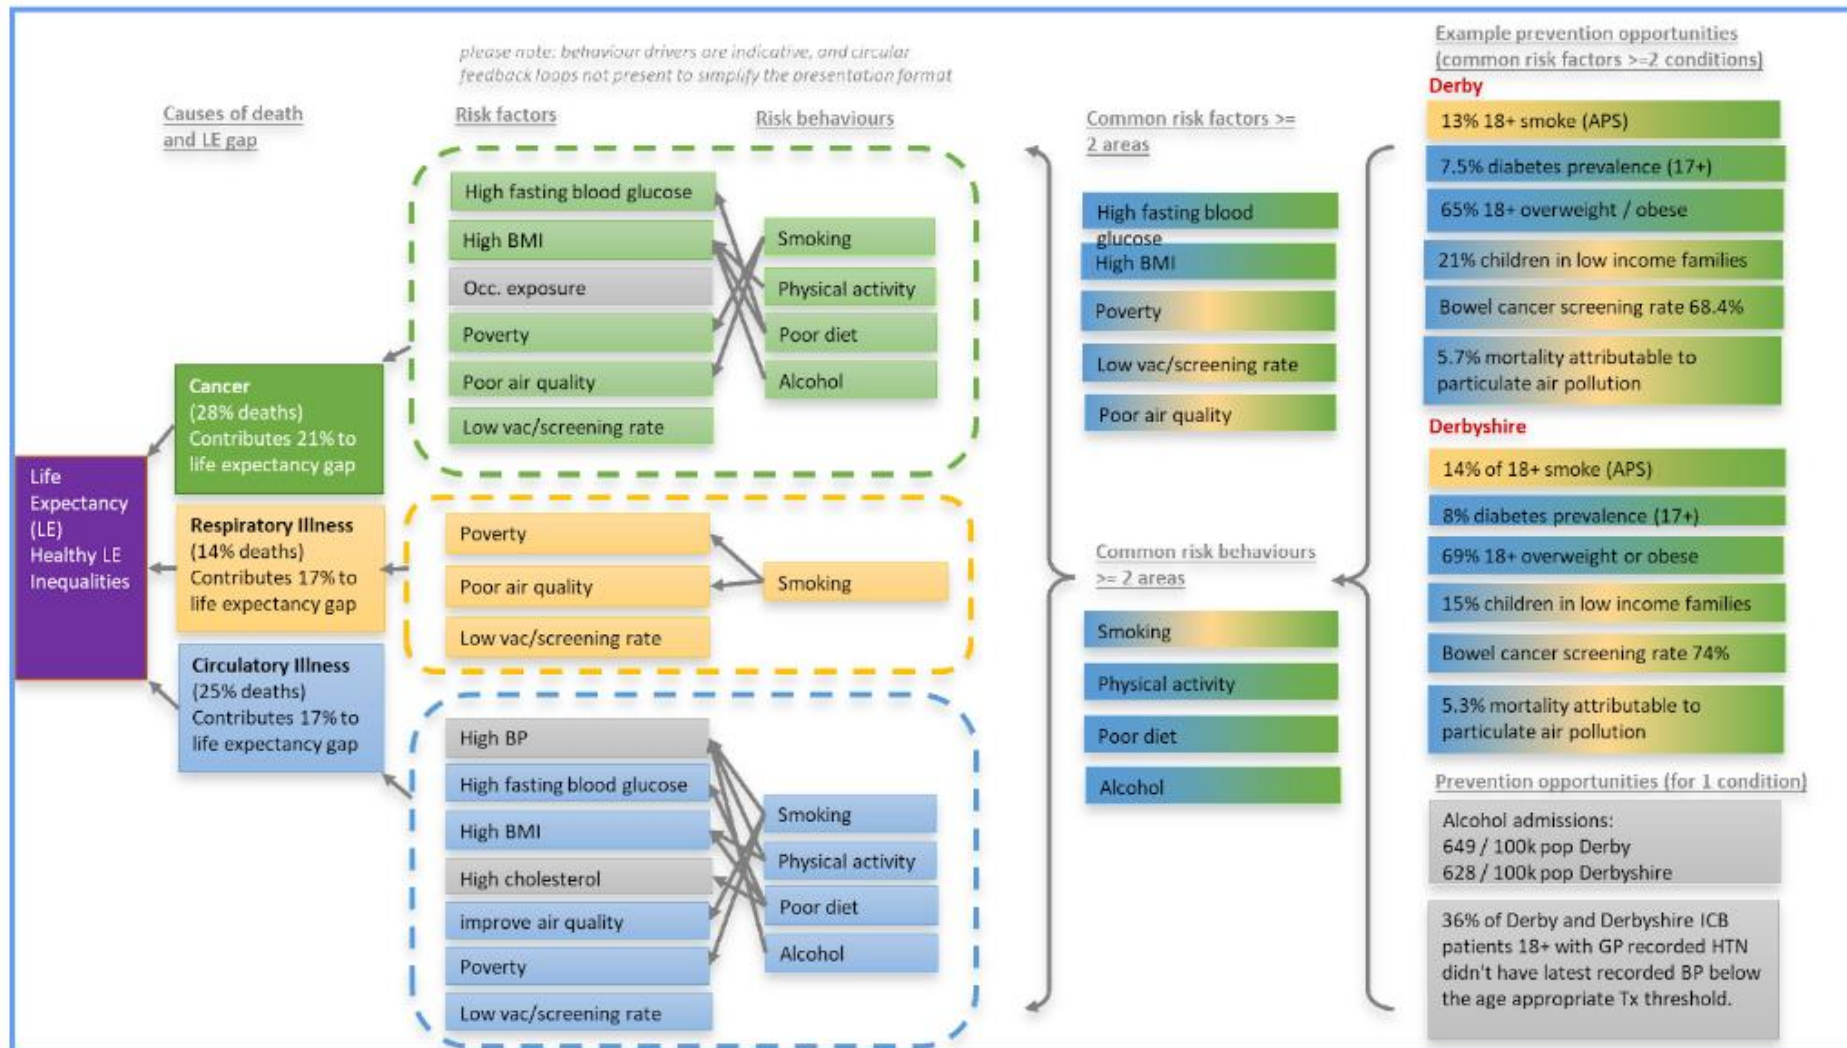 please note: behaviour drivers are indicative, and circular
feedback loops not present to simplify the presentation format
Causes of death
and LE gap
Risk factors
Risk behaviours
Life
Expectancy
(LE)
Healthy LE
Inequalities
Cancer
(28% deaths)
Contributes 21% to
life expectancy gap
Respiratory Illness
(14% deaths)
Contributes 17% to
life expectancy gap
Circulatory Illness
(25% deaths)
Contributes 17% to
life expectancy gap
High fasting blood glucose
High BMI
Occ. exposure
Poverty
Poor air quality
Low vac/screening rate
Smoking
Physical activity
Poor diet
Alcohol
Poverty
Poor air quality
Low vac/screening rate
Smoking
High BP
High fasting blood glucose
High BMI
High cholesterol
improve air quality
Poverty
Low vac/screening rate
Smoking
Physical activity
Poor diet
Alcohol
Common risk factors >=
2 areas
High fasting blood
glucose
High BMI
Poverty
Low vac/screening rate
Poor air quality
Common risk behaviours
>= 2 areas
Smoking
Physical activity
Poor diet
Alcohol
Example prevention opportunities
(common risk factors >=2 conditions)
Derby
13% 18+ smoke (APS)
7.5% diabetes prevalence (17+)
65% 18+ overweight / obese
21% children in low income families
Bowel cancer screening rate 68.4%
5.7% mortality attributable to
particulate air pollution
Derbyshire
14% of 18+ smoke (APS)
8% diabetes prevalence (17+)
69% 18+ overweight or obese
15% children in low income families
Bowel cancer screening rate 74%
5.3% mortality attributable to
particulate air pollution
Prevention opportunities (for 1 condition)
Alcohol admissions:
649 / 100k pop Derby
628 / 100k pop Derbyshire
36% of Derby and Derbyshire ICB
patients 18+ with GP recorded HTN
didn't have latest recorded BP below
the age appropriate Tx threshold.